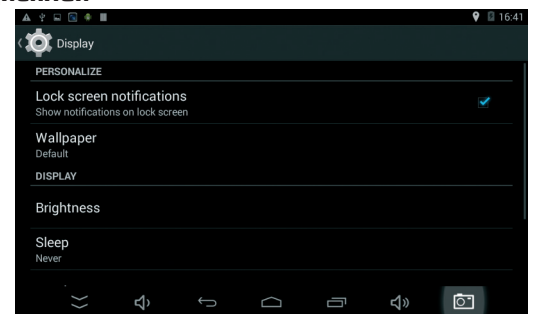 16:41
Display
PERSONALIZE
Lock screen notifications
Show notifications on lock screen
Wallpaper
Default
DISPLAY
Brightness
Sleep
Never